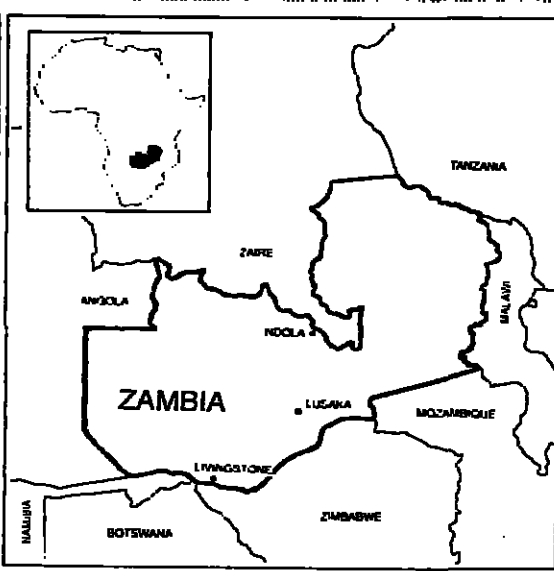 TANZANIA
ZAIRE
ANGOLA
MALAWI
NDOLA
ZAMBIA
LUSAKA
MOZAMBIQUE
LIVINGSTONE
ZIMBABWE
NAMIBIA
BOTSWANA